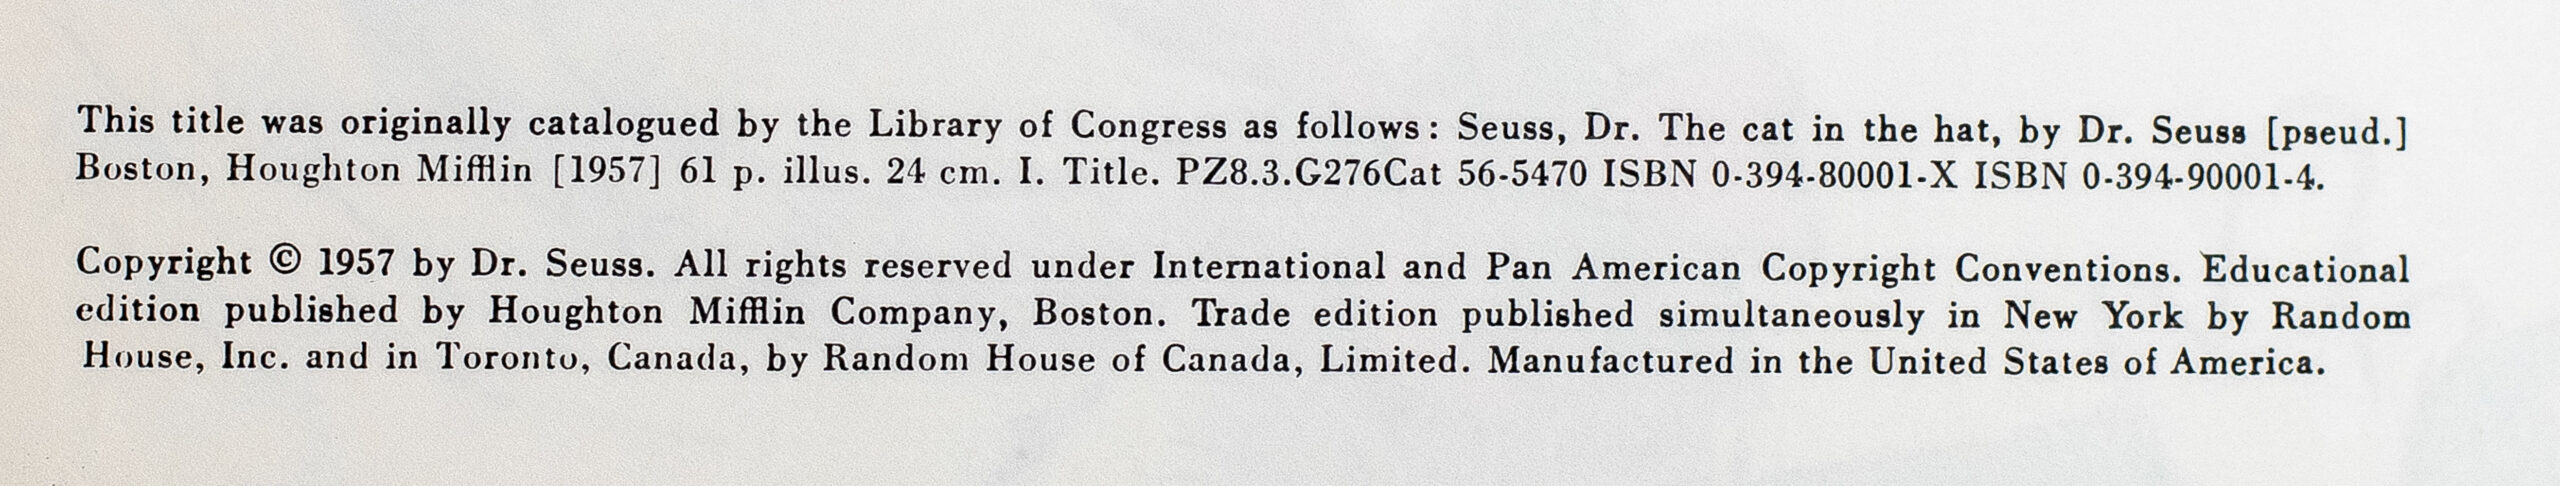 This title was originally catalogued by the Library of Congress as follows: Seuss, Dr. The cat in the hat, by Dr. Seuss [pseud.]
Boston, Houghton Mifflin [1957] 61 p. illus. 24 cm. I. Title. PZ8.3.G276Cat 56-5470 ISBN 0-394-80001-X ISBN 0-394-90001-4.
Copyright © 1957 by Dr. Seuss. All rights reserved under International and Pan American Copyright Conventions. Educational
edition published by Houghton Mifflin Company, Boston. Trade edition published simultaneously in New York by Random
House, Inc. and in Toronto, Canada, by Random House of Canada, Limited. Manufactured in the United States of America.